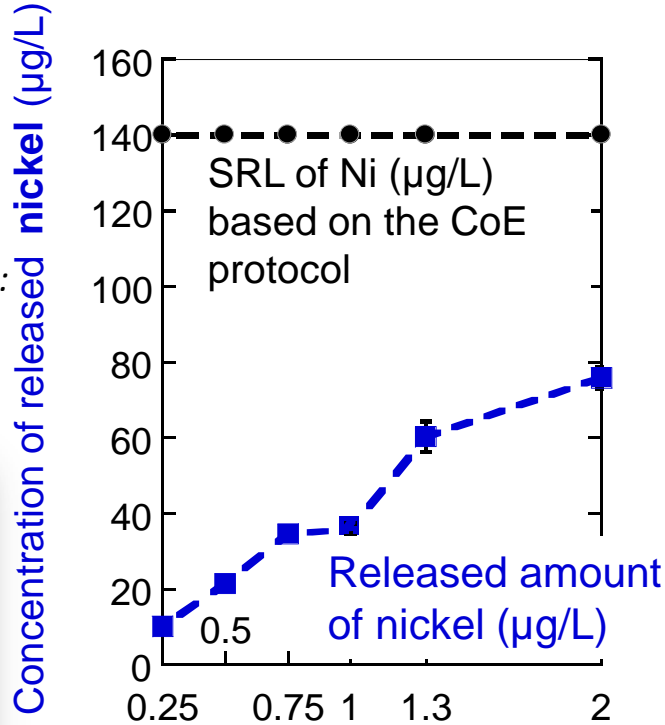 Concentration of released nickel (µg/L)
:
160
140
120
100
80
60
40
20
0
SRL of Ni (µg/L)
based on the CoE
protocol
Released amount
of nickel (µg/L)
0.5
0.25 0.75 1 1.3 2